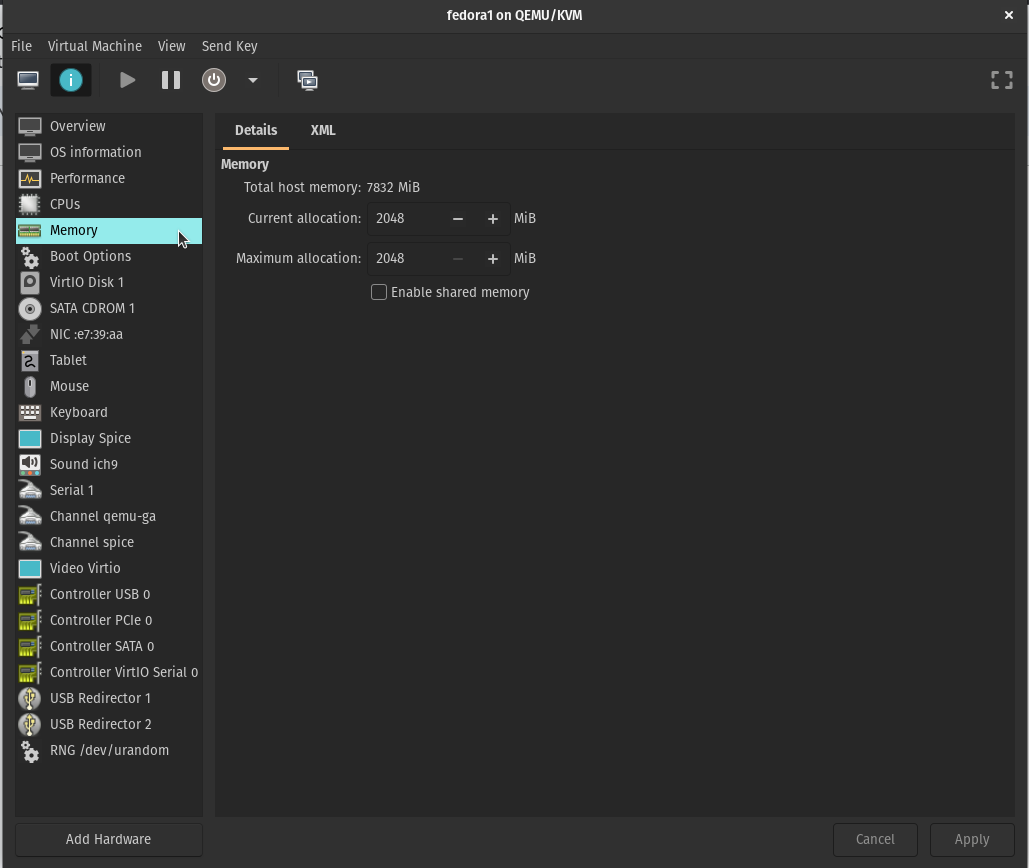 fedora1 on QEMU/KVM
File Virtual Machine View Send Key
Overview
OS information
Performance
CPUs
Memory
Boot Options
VirtIO Disk 1
SATA CDROM 1
NIC :e7:39:aa
Tablet
Mouse
Keyboard
Display Spice
Sound ich9
Serial 1
Channel qemu-ga
Channel spice
Video Virtio
Controller USB 0
Controller PCIe 0
Controller SATA 0
Controller VirtIO Serial 0
USB Redirector 1
USB Redirector 2
RNG /dev/urandom
Add Hardware
Details XML
Memory
Total host memory: 7832 MiB
Current allocation: 2048 − + MiB
Maximum allocation: 2048 − + MiB
Enable shared memory
Cancel Apply